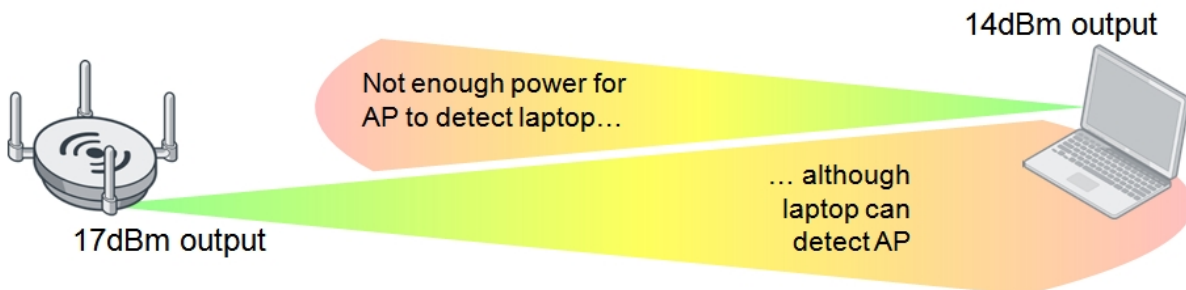 14dBm output
Not enough power for
AP to detect laptop…
… although
laptop can
detect AP
17dBm output